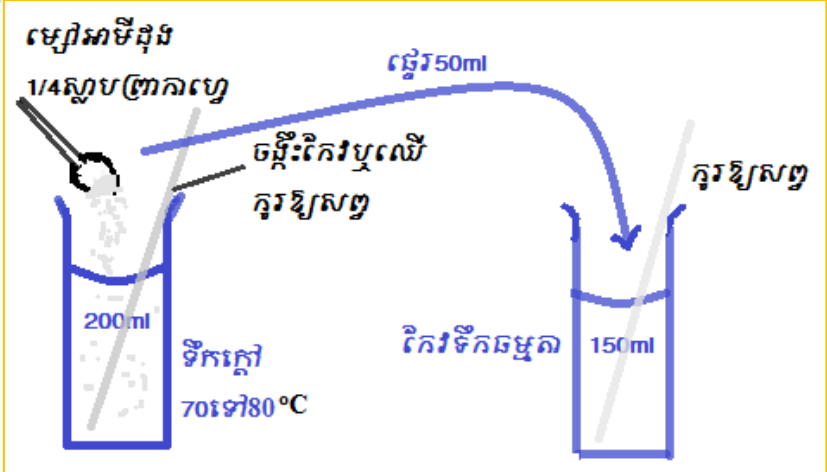 ម្សៅអាមីដុង
1/4ស្លាបព្រាកាហ្វេ
ផ្ទេរ50ml
ចង្កឹះកែវឬឈើ
កូរឱ្យសព្វ
កូរឱ្យសព្វ
200ml
ទឹកក្ដៅ
70ទៅ80 °C
កែវទឹកធម្មតា
150ml